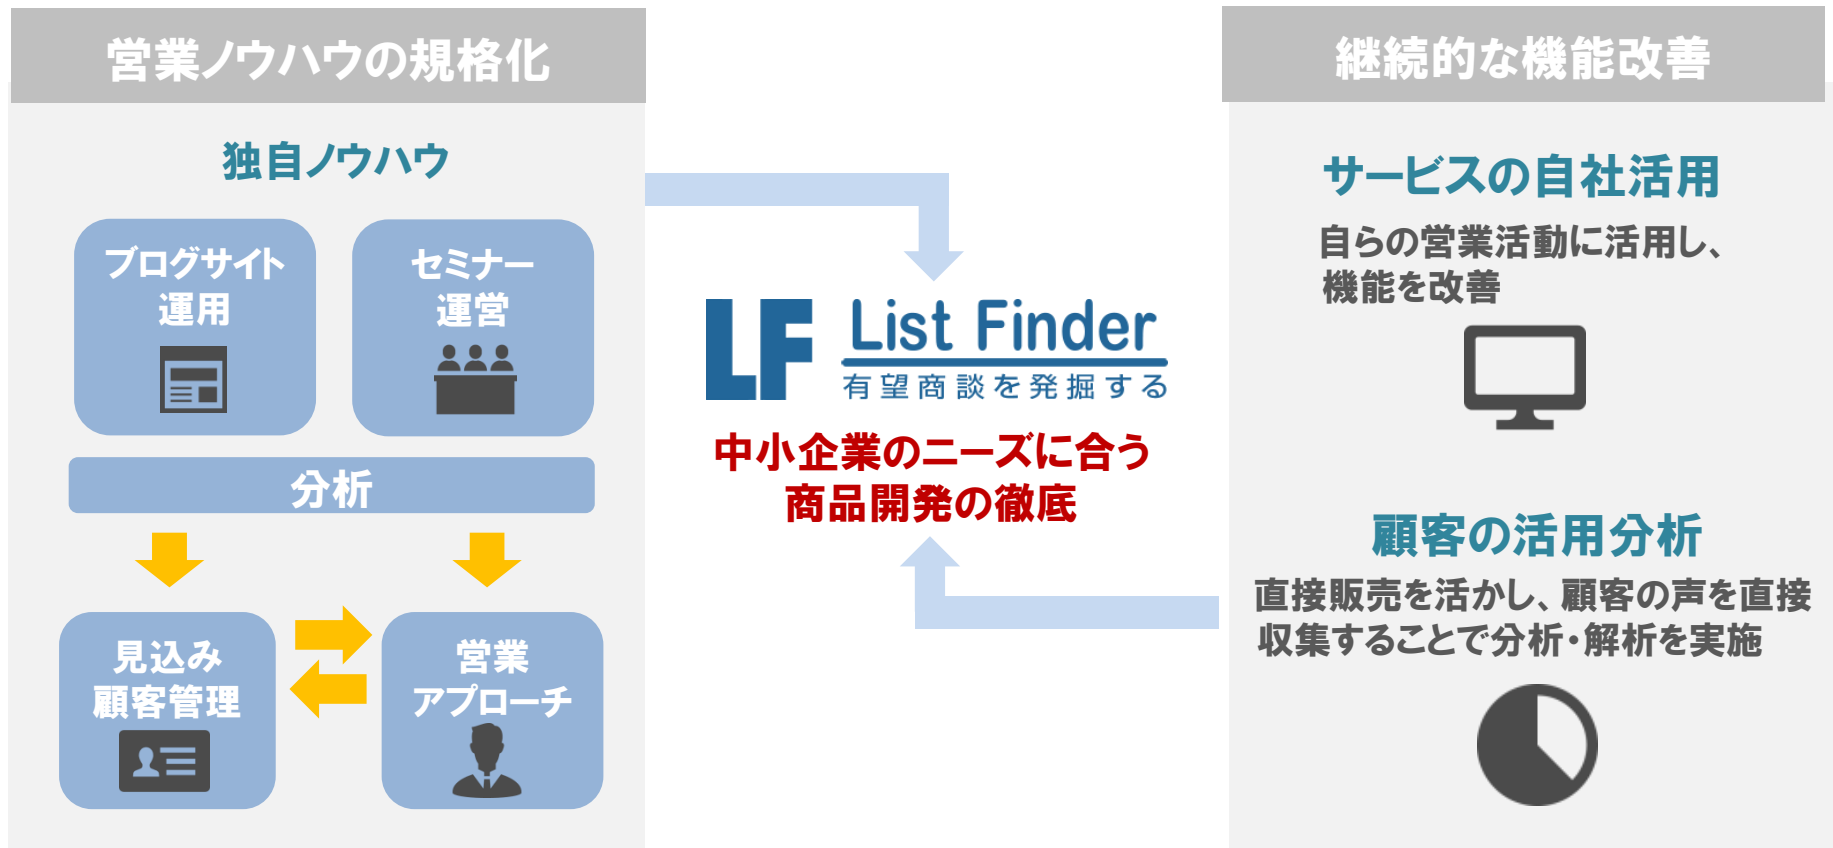 営業ノウハウの規格化
独自ノウハウ
ブログサイト
運用
セミナー
運営
分析
見込み
顧客管理
営業
アプローチ
LF
List Finder
有望商談を発掘する
中小企業のニーズに合う
商品開発の徹底
継続的な機能改善
サービスの自社活用
自らの営業活動に活用し、
機能を改善
顧客の活用分析
直接販売を活かし、顧客の声を直接
収集することで分析・解析を実施